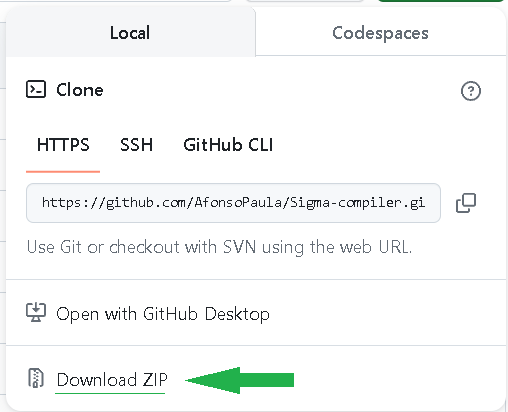 Local
Codespaces
Clone
HTTPS SSH GitHub CLI
https://github.com/AfonsoPaula/Sigma-compiler.gi
Use Git or checkout with SVN using the web URL.
Open with GitHub Desktop
Download ZIP